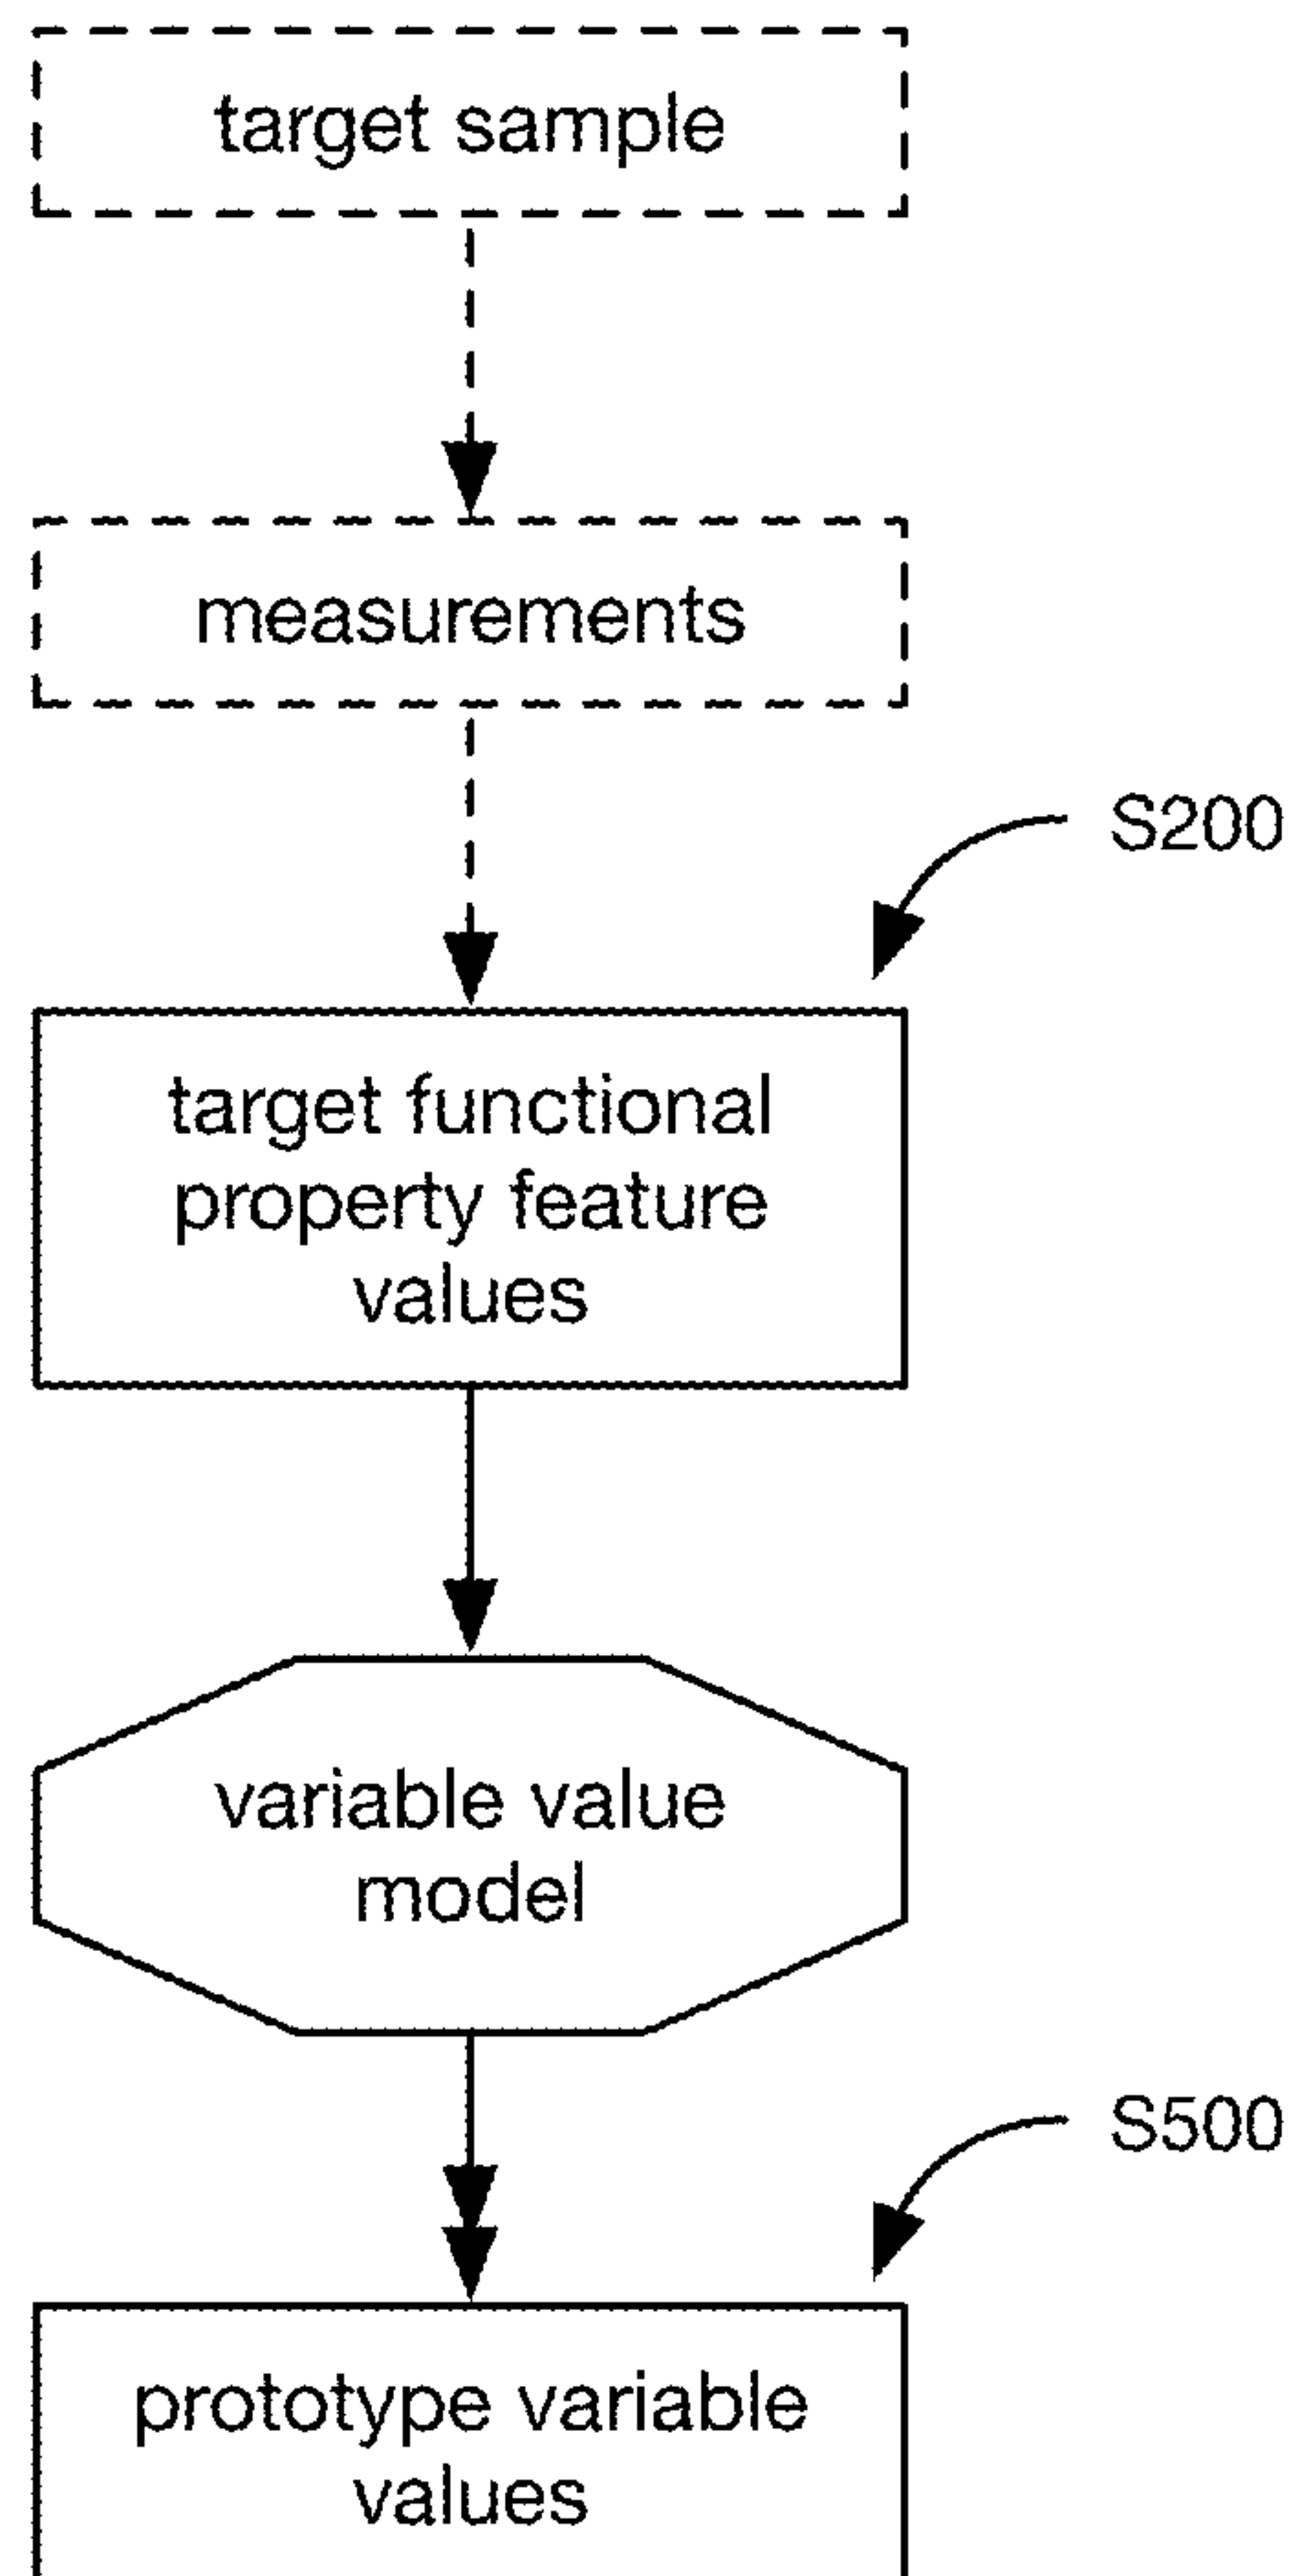 target sample
measurements
S200
target functional
property feature
values
variable value
model
S500
prototype variable
values